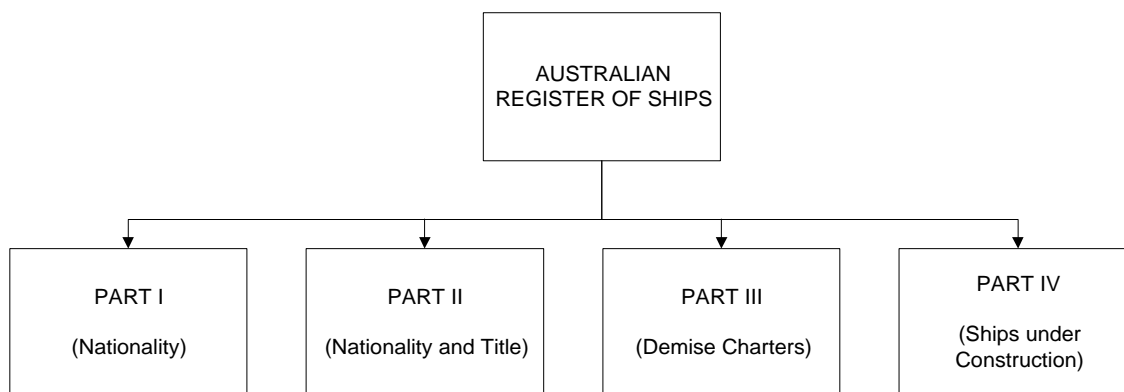 AUSTRALIAN
REGISTER OF SHIPS
PART I
(Nationality)
PART II
(Nationality and Title)
PART III
(Demise Charters)
PART IV
(Ships under
Construction)